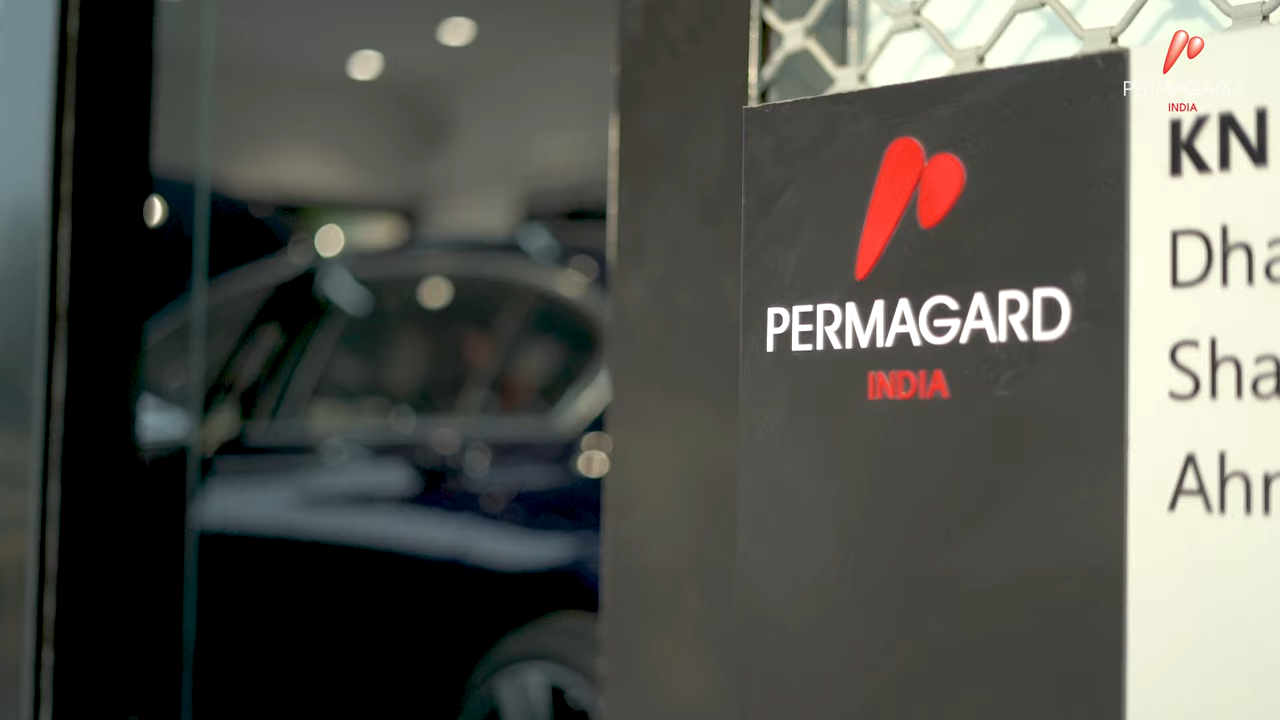 PERMAGARD
INDIA
PERMAGARD
INDIA
KN
Dha
Sha
Ahr